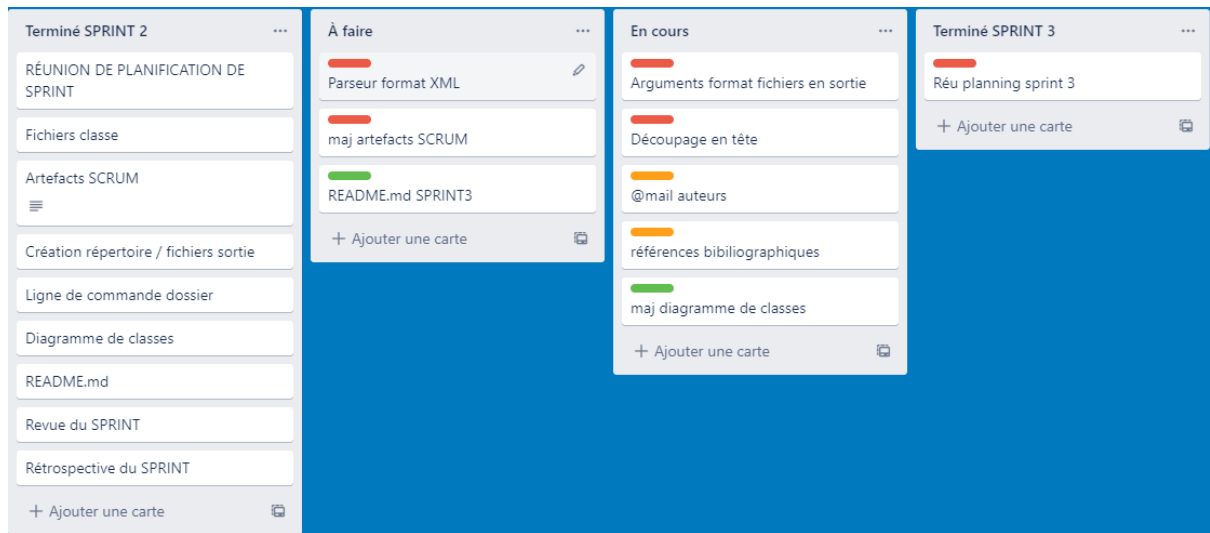 Terminé SPRINT 2
RÉUNION DE PLANIFICATION DE
SPRINT
Fichiers classe
Artefacts SCRUM
Création répertoire / fichiers sortie
Ligne de commande dossier
Diagramme de classes
README.md
Revue du SPRINT
Rétrospective du SPRINT
+ Ajouter une carte
À faire
Parseur format XML
maj artefacts SCRUM
README.md SPRINT3
+ Ajouter une carte
En cours
Arguments format fichiers en sortie
Découpage en tête
@mail auteurs
références bibiliographiques
maj diagramme de classes
+ Ajouter une carte
Terminé SPRINT 3
Réu planning sprint 3
+ Ajouter une carte